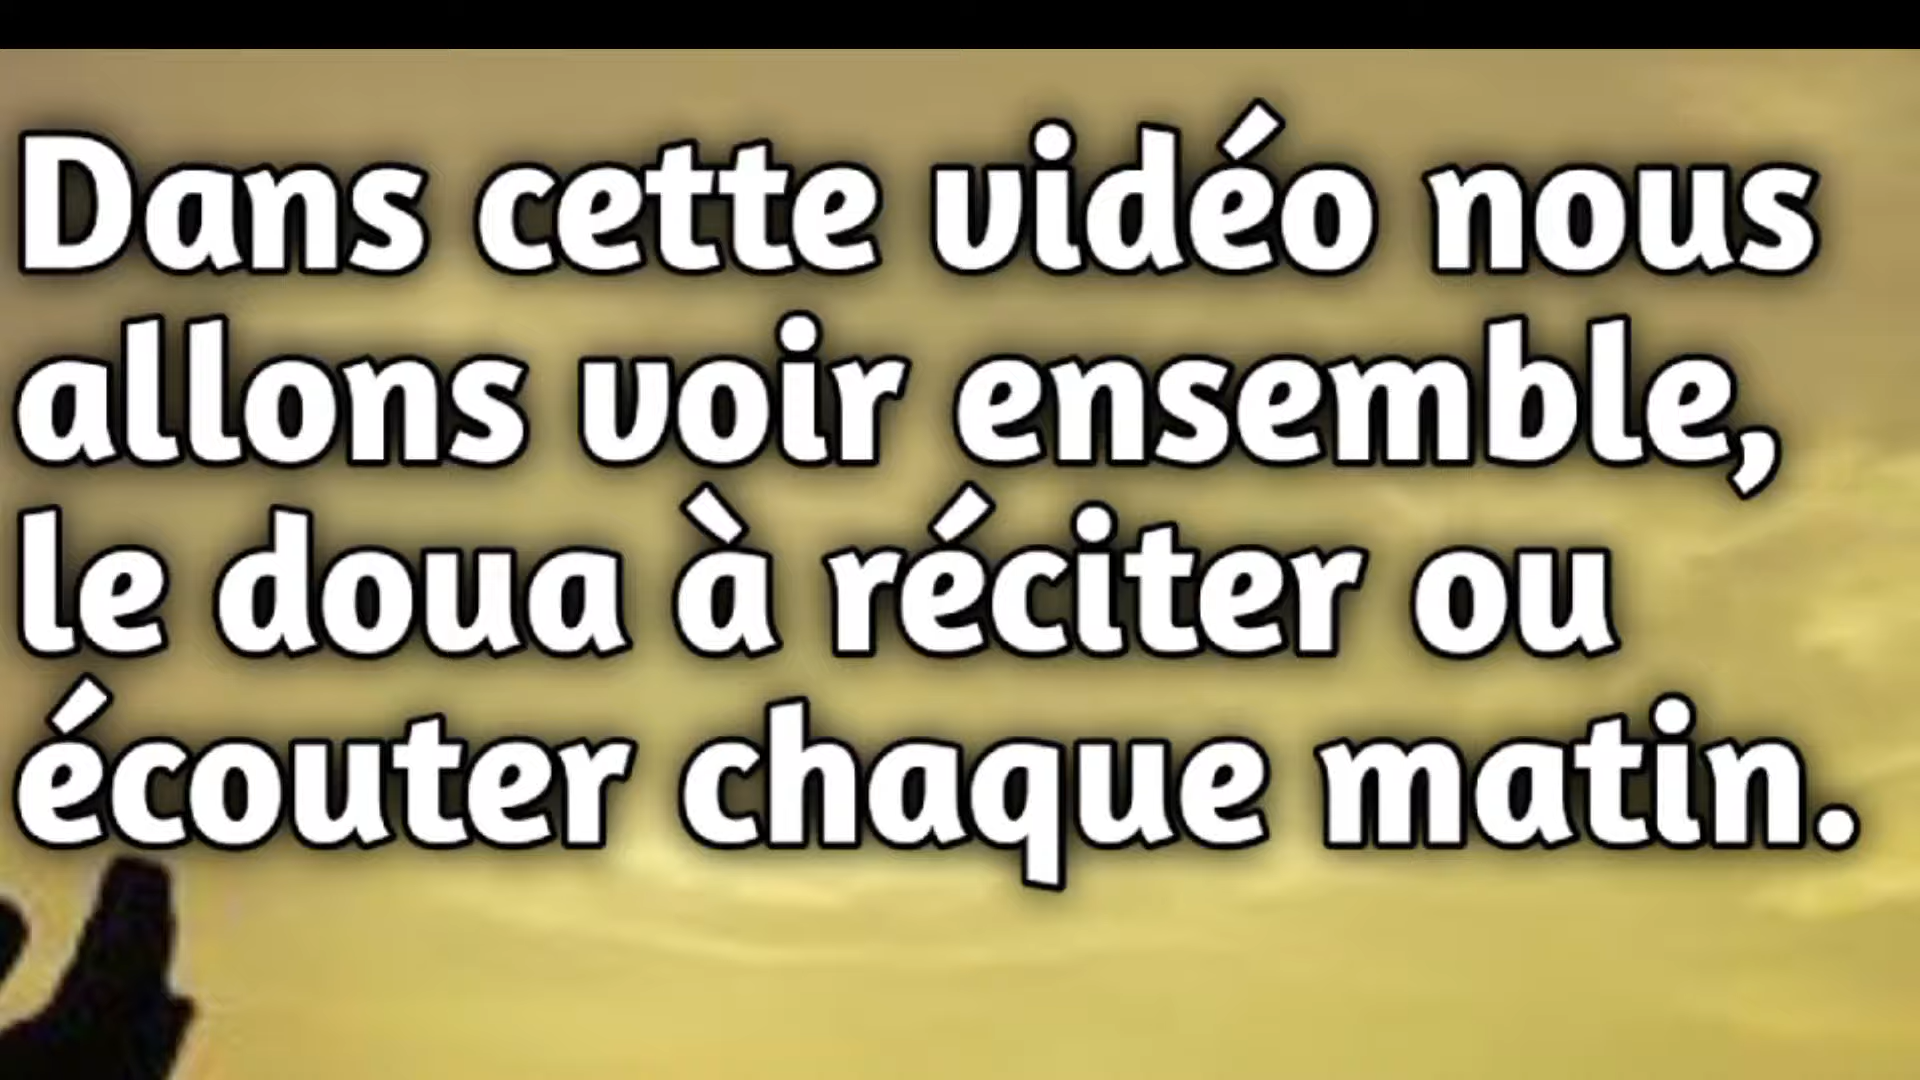 Dans cette vidéo nous
allons voir ensemble,
le doua à réciter ou
écouter chaque matin.